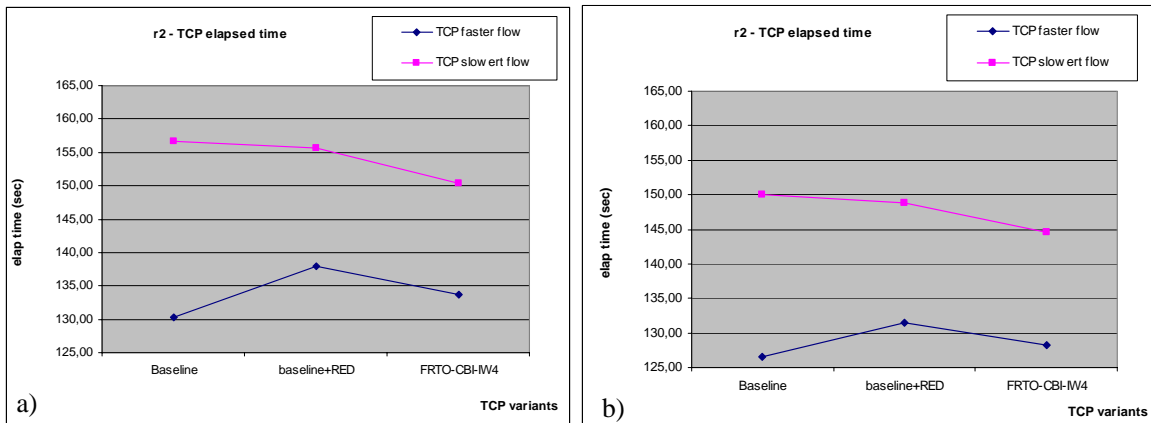 r2 - TCP elapsed time
TCP faster flow
TCP slow ert flow
165,00
160,00
155,00
150,00
145,00
140,00
135,00
130,00
125,00
elap time (sec)
Baseline
baseline+RED
FRTO-CBI-IW4
TCP variants
a)
r2 - TCP elapsed time
TCP faster flow
TCP slow ert flow
165,00
160,00
155,00
150,00
145,00
140,00
135,00
130,00
125,00
elap time (sec)
Baseline
baseline+RED
FRTO-CBI-IW4
TCP variants
b)